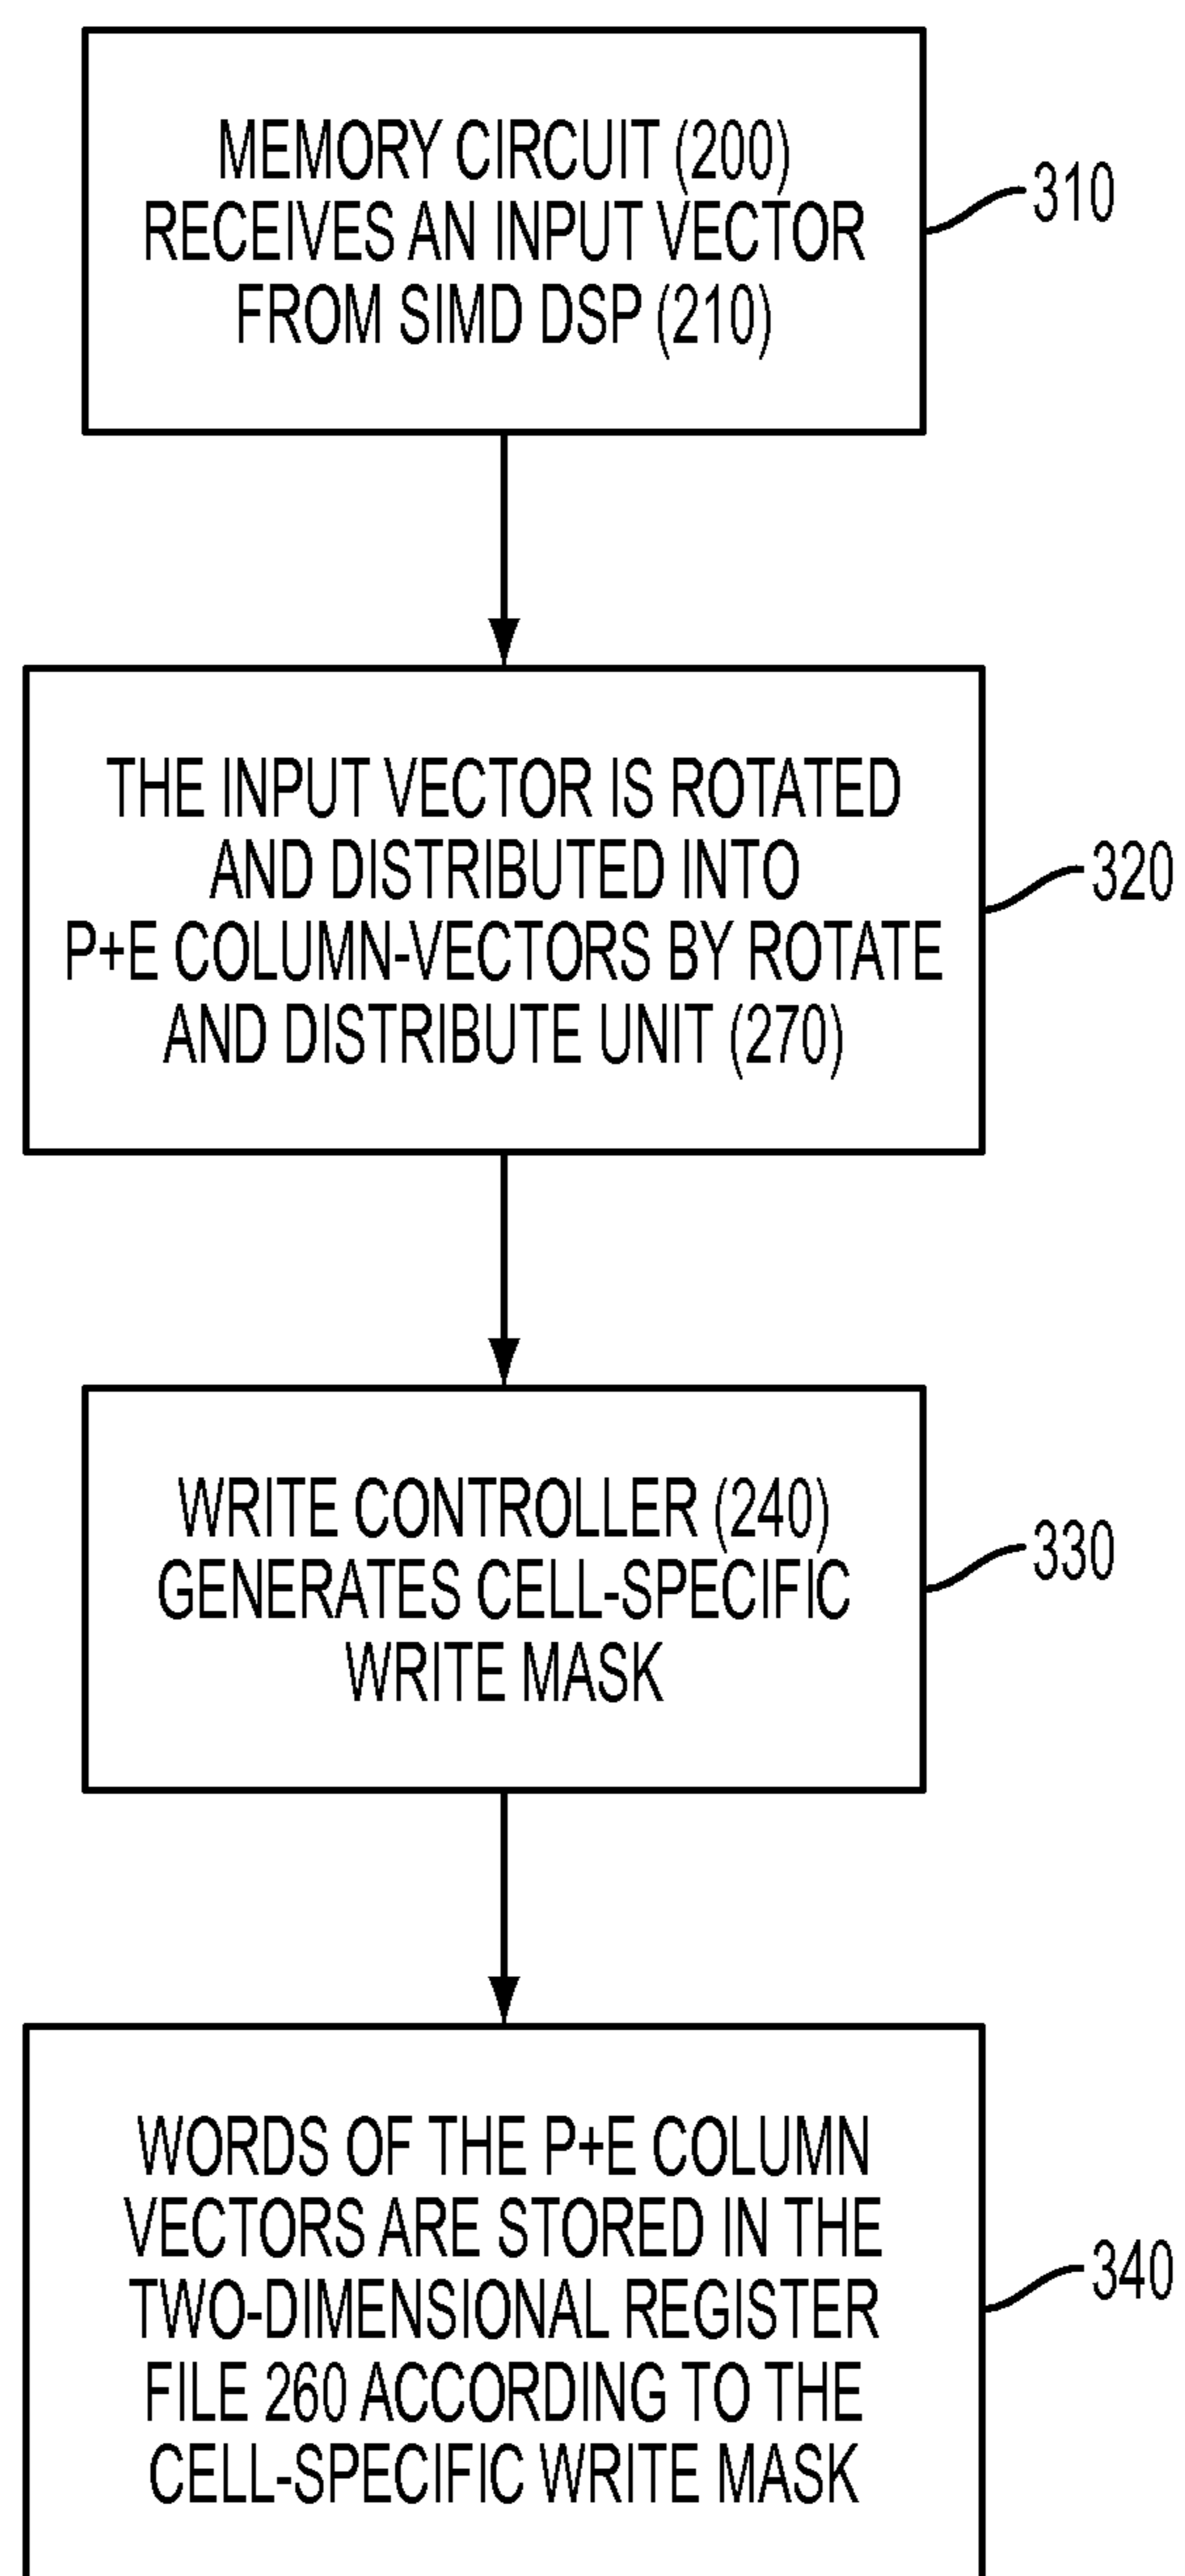 MEMORY CIRCUIT (200)
RECEIVES AN INPUT VECTOR
FROM SIMD DSP (210)
310
THE INPUT VECTOR IS ROTATED
AND DISTRIBUTED INTO
P+E COLUMN-VECTORS BY ROTATE
AND DISTRIBUTE UNIT (270)
320
WRITE CONTROLLER (240)
GENERATES CELL-SPECIFIC
WRITE MASK
330
WORDS OF THE P+E COLUMN
VECTORS ARE STORED IN THE
TWO-DIMENSIONAL REGISTER
FILE 260 ACCORDING TO THE
CELL-SPECIFIC WRITE MASK
340